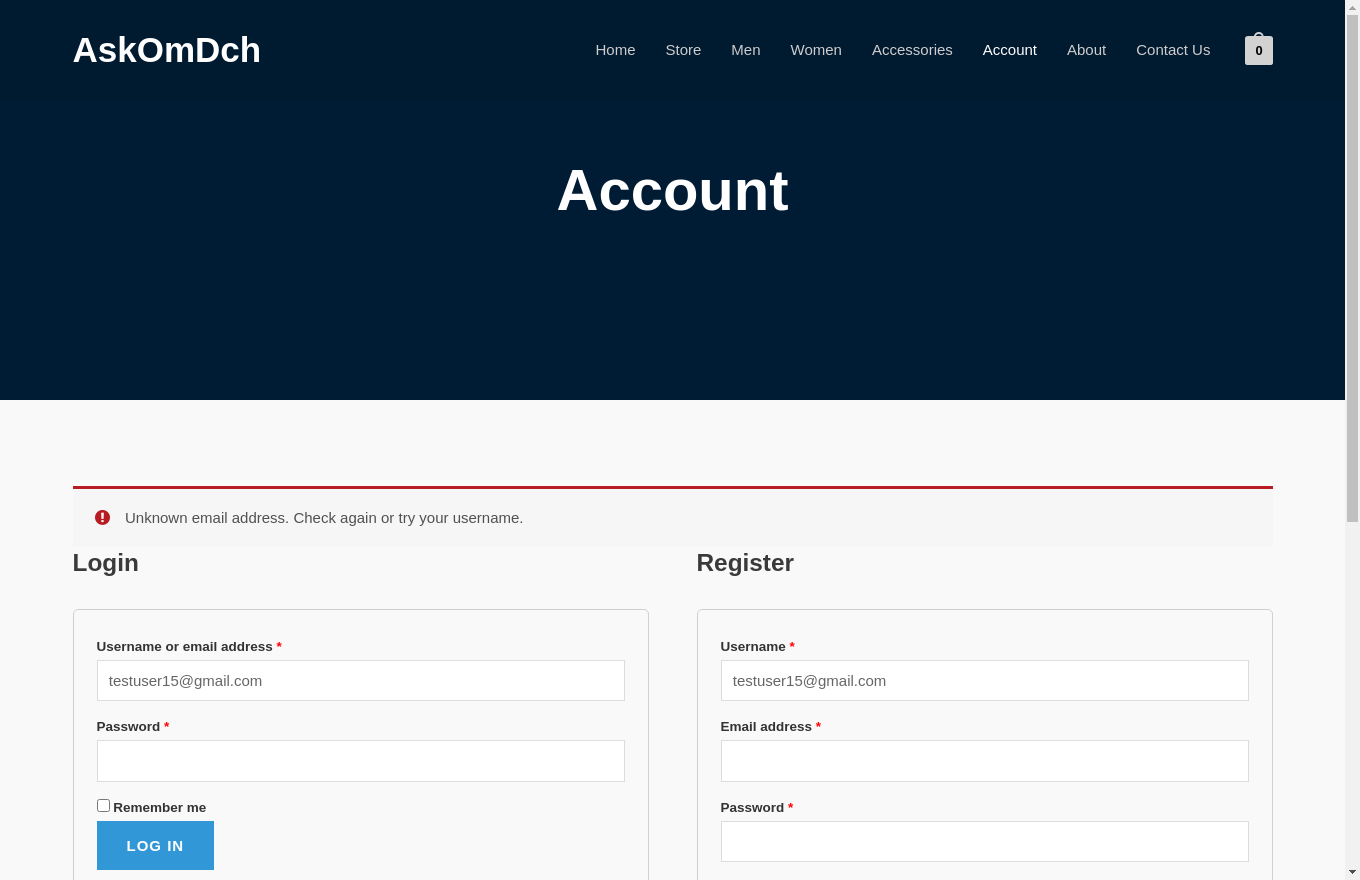 AskOmDch
Home Store Men Women Accessories Account About Contact Us 0
Account
Unknown email address. Check again or try your username.
Login
Username or email address *
testuser15@gmail.com
Password *
Remember me
LOG IN
Register
Username *
testuser15@gmail.com
Email address *
Password *